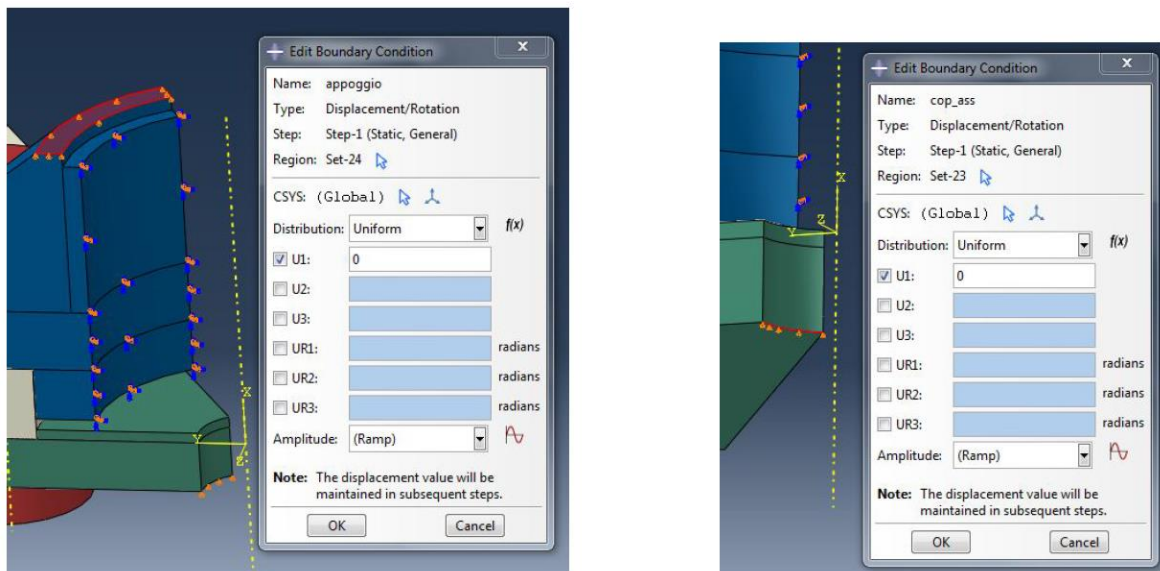 Edit Boundary Condition
X
Name: appoggio
Type: Displacement/Rotation
Step: Step-1 (Static, General)
Region: Set-24
CSYS: (Global)
Distribution: Uniform f(x)
U1: 0
U2:
U3:
UR1: radians
UR2: radians
UR3: radians
Amplitude: (Ramp)
Note: The displacement value will be
maintained in subsequent steps.
OK Cancel
X
Y
Z
Edit Boundary Condition
X
Name: cop_ass
Type: Displacement/Rotation
Step: Step-1 (Static, General)
Region: Set-23
CSYS: (Global)
Distribution: Uniform f(x)
U1: 0
U2:
U3:
UR1: radians
UR2: radians
UR3: radians
Amplitude: (Ramp)
Note: The displacement value will be
maintained in subsequent steps.
OK Cancel
X
Z
Y